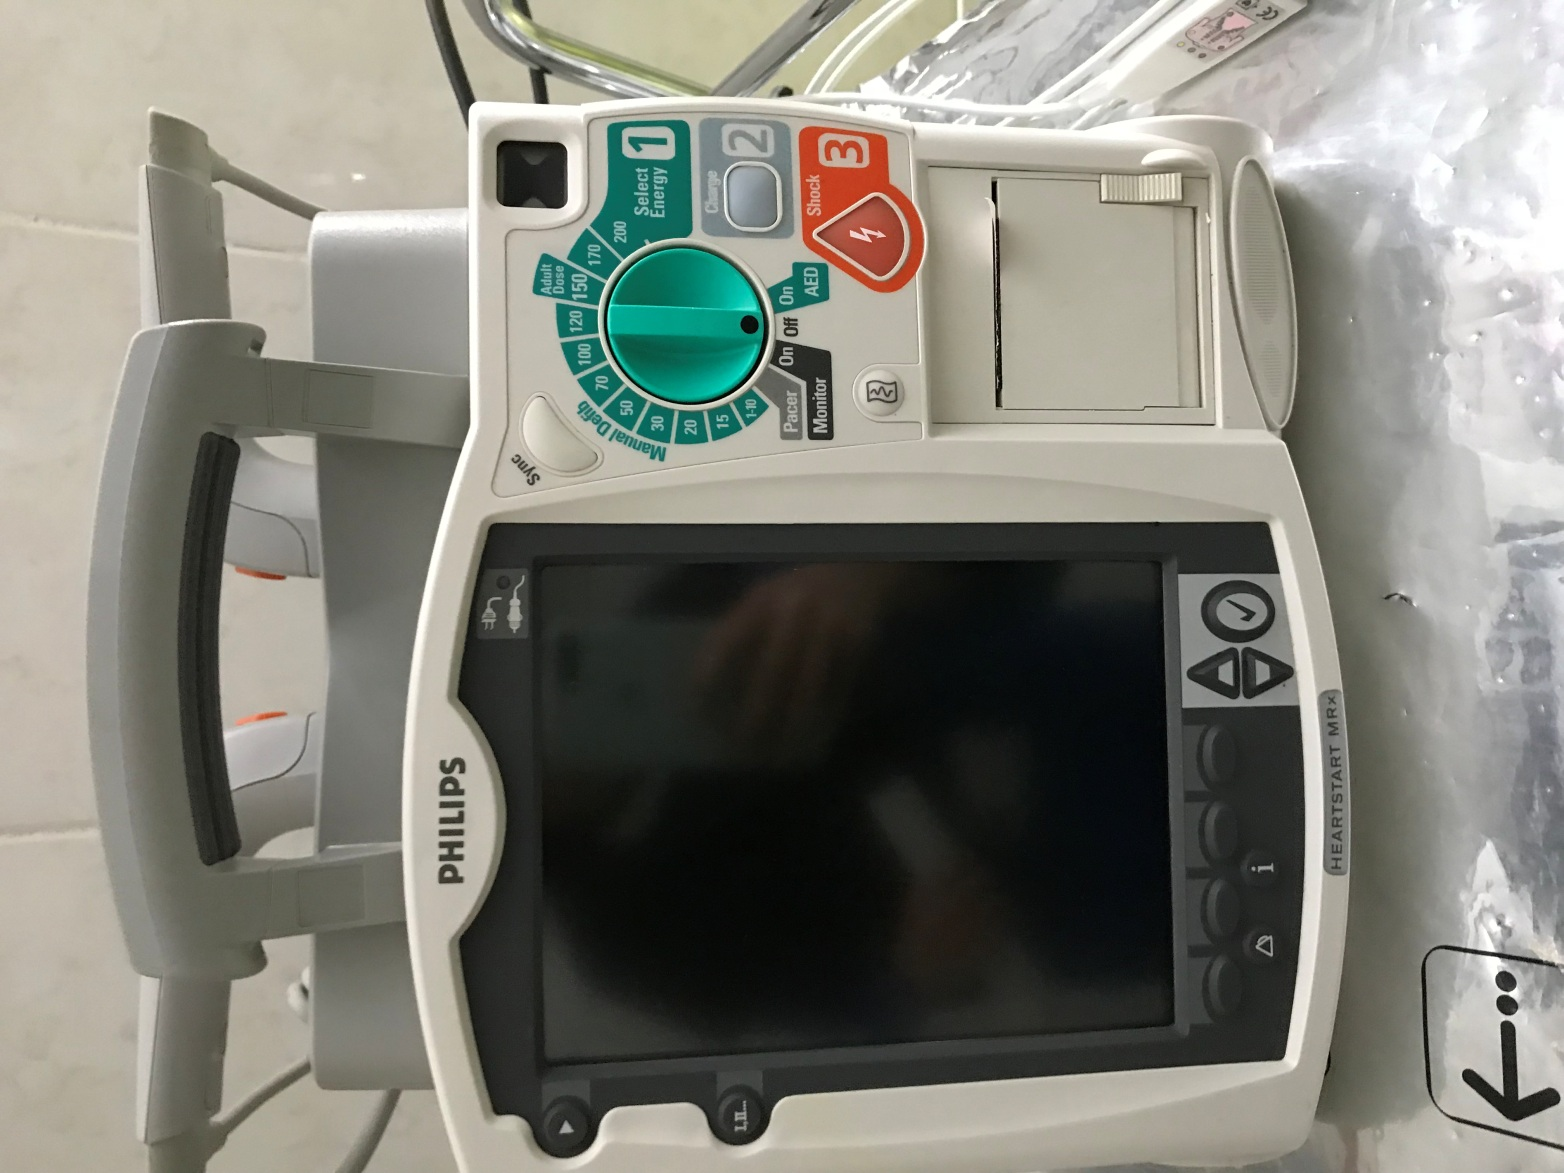 PHILIPS
Sync
Manual Defib
1-10
15
20
30
50
70
100
120
150
Adult
Dose
170
200
Select
Energy
1
Charge
2
Shock
3
On
AED
Off
On
Pacer
Monitor
I,II...
i
HEARTSTART MRx
CE